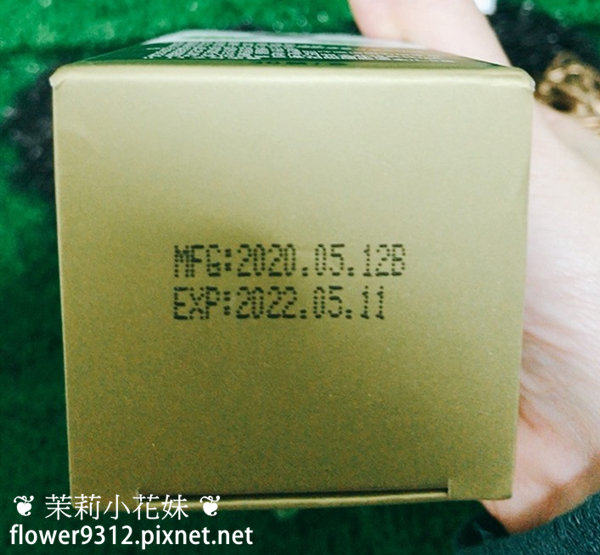 MFG:2020.05.12B
EXP:2022.05.11
❦ 茉莉小花妹 ❦
flower9312.pixnet.net